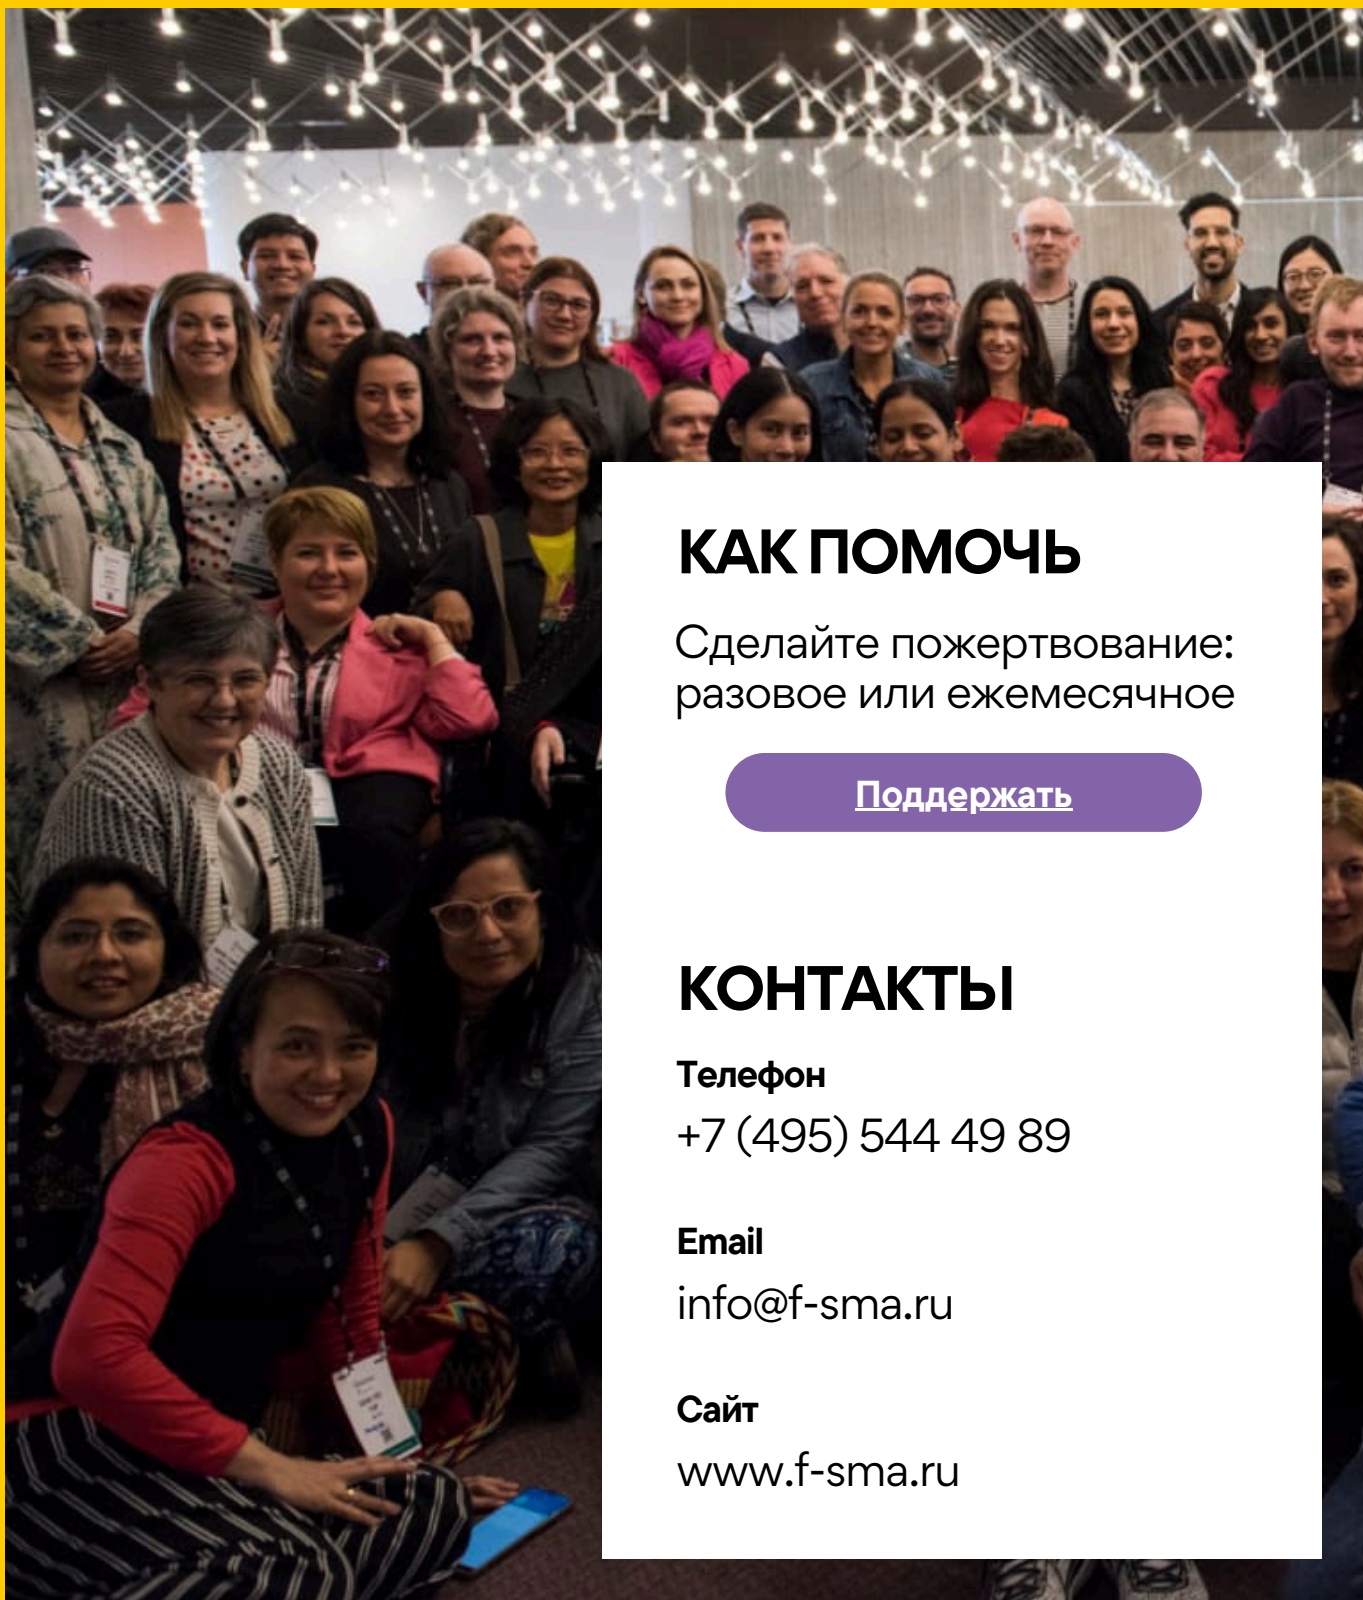 КАК ПОМОЧЬ
Сделайте пожертвование:
разовое или ежемесячное
Поддержать
КОНТАКТЫ
Телефон
+7 (495) 544 49 89
Email
info@f-sma.ru
Сайт
www.f-sma.ru